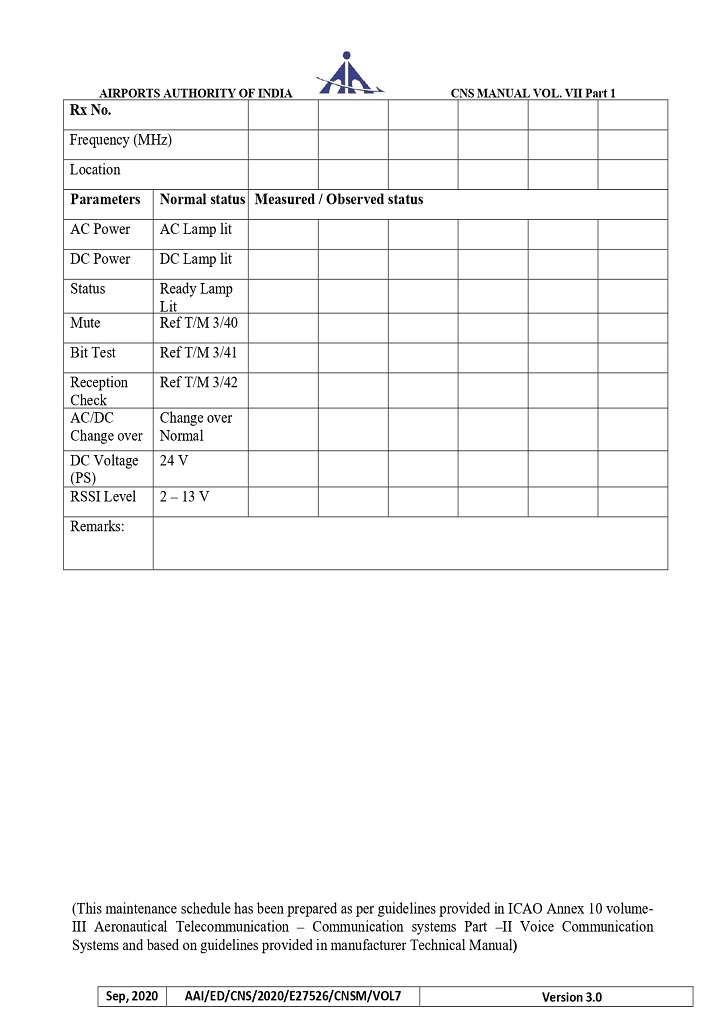 AIRPORTS AUTHORITY OF INDIA CNS MANUAL VOL. VII Part 1
Rx No.
Frequency (MHz)
Location
Parameters Normal status Measured / Observed status
AC Power AC Lamp lit
DC Power DC Lamp lit
Status Ready Lamp
Lit
Mute Ref T/M 3/40
Bit Test Ref T/M 3/41
Reception Ref T/M 3/42
Check
AC/DC Change over
Change over Normal
DC Voltage 24 V
(PS)
RSSI Level 2 – 13 V
Remarks:
(This maintenance schedule has been prepared as per guidelines provided in ICAO Annex 10 volume-
III Aeronautical Telecommunication – Communication systems Part –II Voice Communication
Systems and based on guidelines provided in manufacturer Technical Manual)
Sep, 2020 AAI/ED/CNS/2020/E27526/CNSM/VOL7 Version 3.0